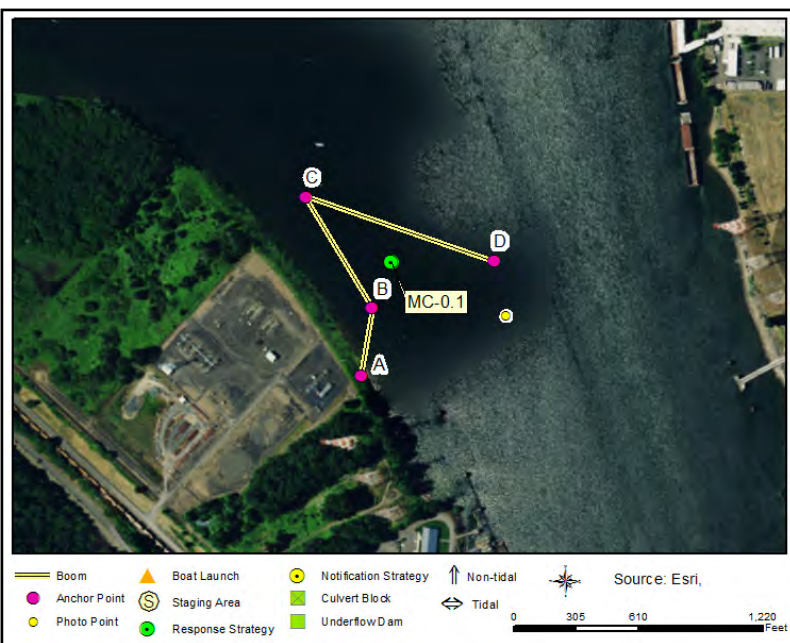 C
D
B
MC-0.1
A
Boom
Anchor Point
Photo Point
Boat Launch
S Staging Area
Response Strategy
Notification Strategy
Culvert Block
Underflow Dam
Non-tidal
Tidal
Source: Esri,
0 305 610 1,220
Feet